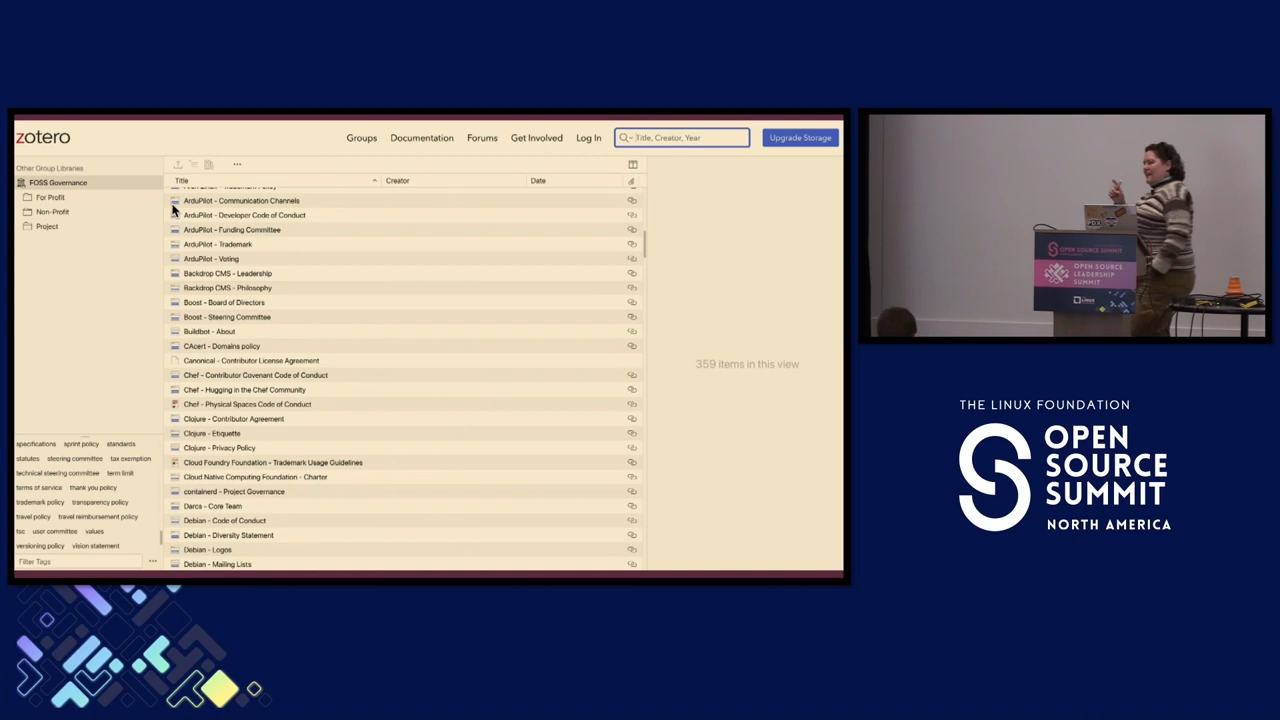 zotero
Groups Documentation Forums Get Involved Log In Title, Creator, Year Upgrade Storage
Other Group Libraries
FOSS Governance
For Profit
Non-Profit
Project
Title Creator Date
ArduPilot - Communication Channels
ArduPilot - Developer Code of Conduct
ArduPilot - Funding Committee
ArduPilot - Trademark
ArduPilot - Voting
Backdrop CMS - Leadership
Backdrop CMS - Philosophy
Boost - Board of Directors
Boost - Steering Committee
Buildbot - About
CAcert - Domains policy
Canonical - Contributor License Agreement
Chef - Contributor Covenant Code of Conduct
Chef - Hugging in the Chef Community
Chef - Physical Spaces Code of Conduct
Clojure - Contributor Agreement
Clojure - Etiquette
Clojure - Privacy Policy
Cloud Foundry Foundation - Trademark Usage Guidelines
Cloud Native Computing Foundation - Charter
containerd - Project Governance
Darcs - Core Team
Debian - Code of Conduct
Debian - Diversity Statement
Debian - Logos
Debian - Mailing Lists
359 items in this view
specifications sprint policy standards
statutes steering committee tax exemption
technical steering committee term limit
terms of service thank you policy
trademark policy transparency policy
travel policy travel reimbursement policy
tsc user committee values
versioning policy vision statement
Filter Tags
OPEN SOURCE SUMMIT
OPEN SOURCE
LEADERSHIP
SUMMIT
THE LINUX FOUNDATION
OPEN
SOURCE
SUMMIT
NORTH AMERICA